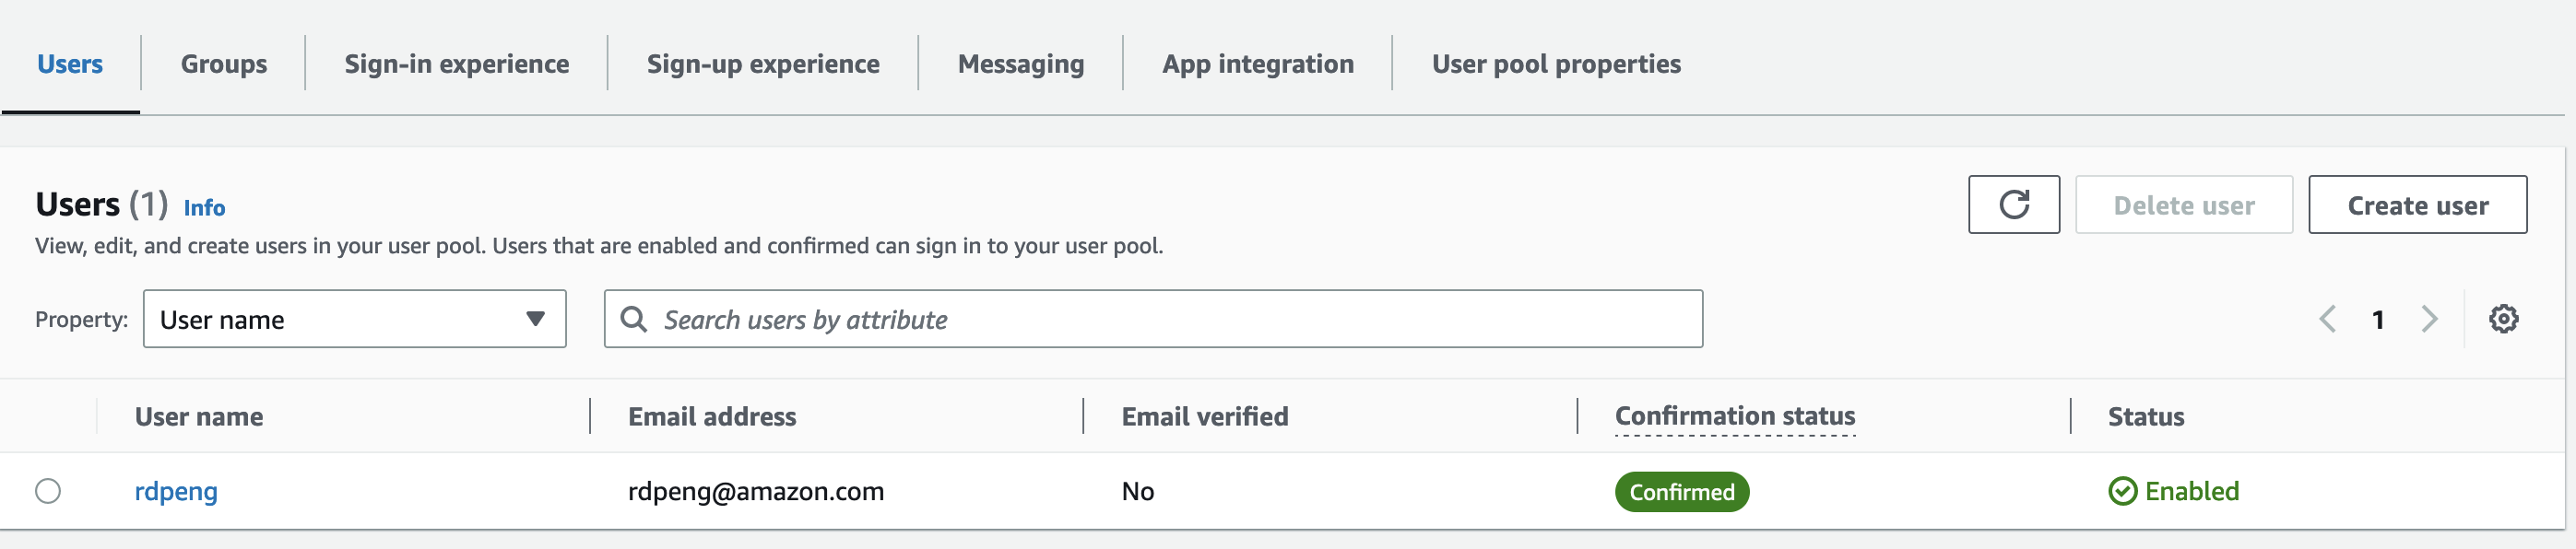 Users Groups Sign-in experience Sign-up experience Messaging App integration User pool properties
Users (1) Info
Delete user Create user
View, edit, and create users in your user pool. Users that are enabled and confirmed can sign in to your user pool.
Property: User name Search users by attribute 1
User name Email address Email verified Confirmation status Status
rdpeng rdpeng@amazon.com No Confirmed Enabled